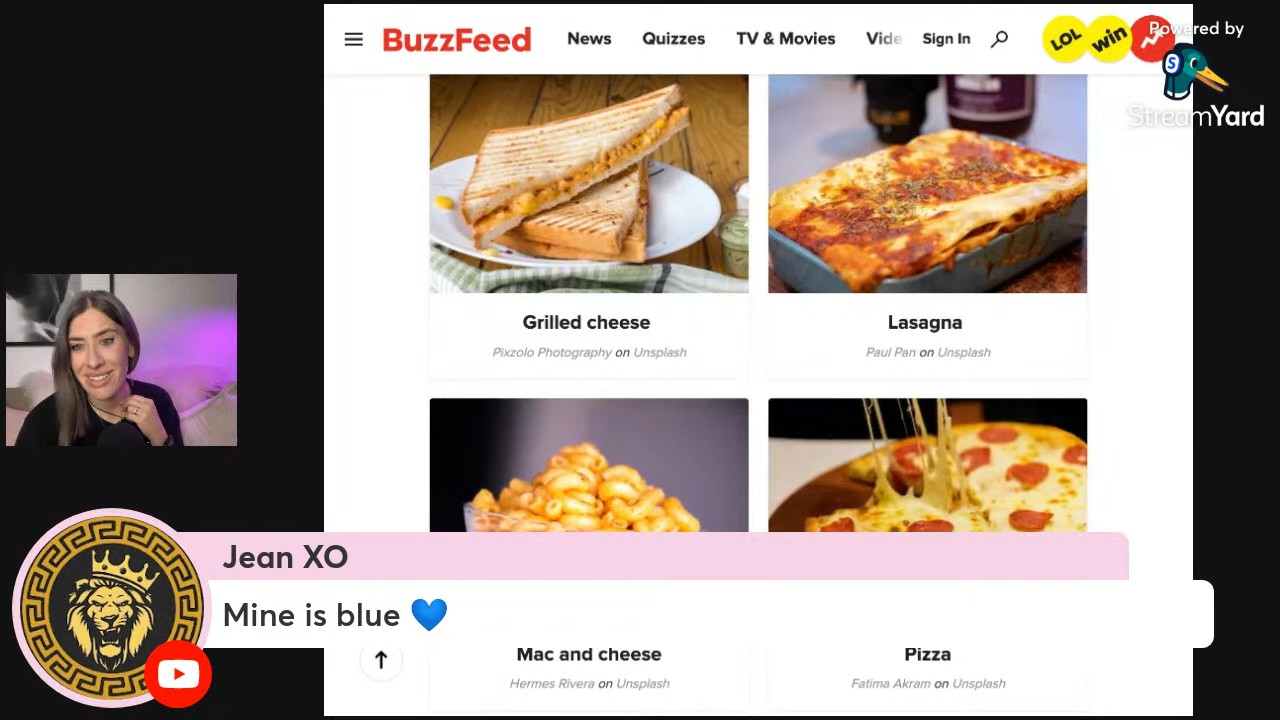 BuzzFeed News Quizzes TV & Movies Vide Sign In LOL win
Powered by
StreamYard
Grilled cheese
Pixzolo Photography on Unsplash
Lasagna
Paul Pan on Unsplash
Jean XO
Mine is blue 💙
Mac and cheese
Hermes Rivera on Unsplash
Pizza
Fatima Akram on Unsplash